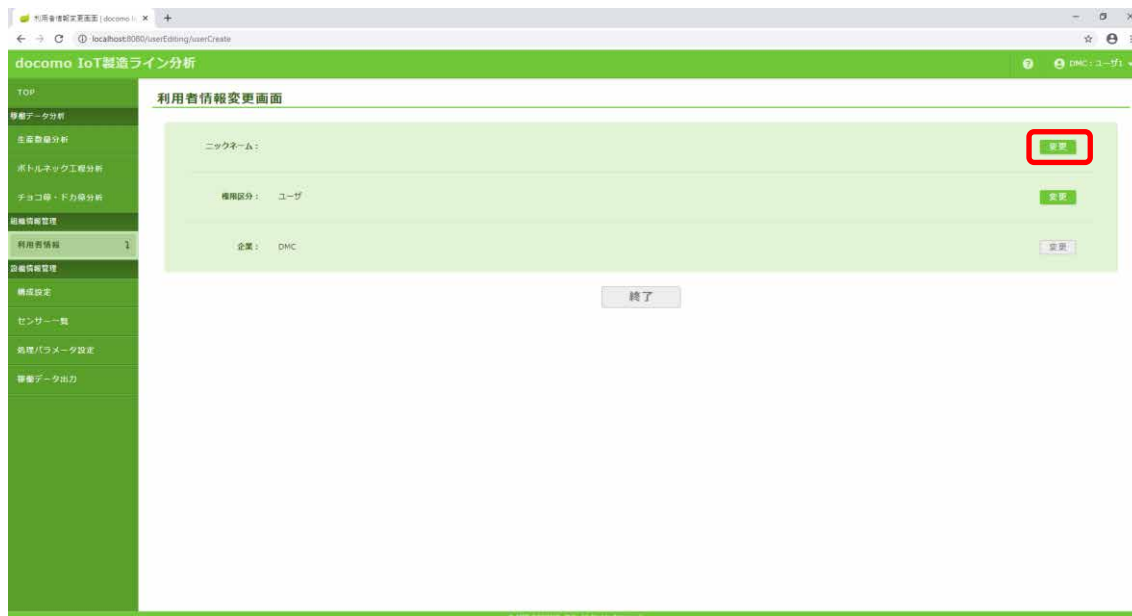 利用者情報変更画面 | docomo I
localhost:8080/userEditing/userCreate
docomo IoT製造ライン分析
DMC：ユーザ1
TOP
利用者情報変更画面
稼働データ分析
生産数量分析
ニックネーム：
変更
ボトルネック工程分析
チョコ停・ドカ停分析
権限区分：
ユーザ
変更
組織情報管理
利用者情報
企業：
DMC
変更
設備情報管理
構成設定
終了
センサー一覧
処理パラメータ設定
稼働データ出力